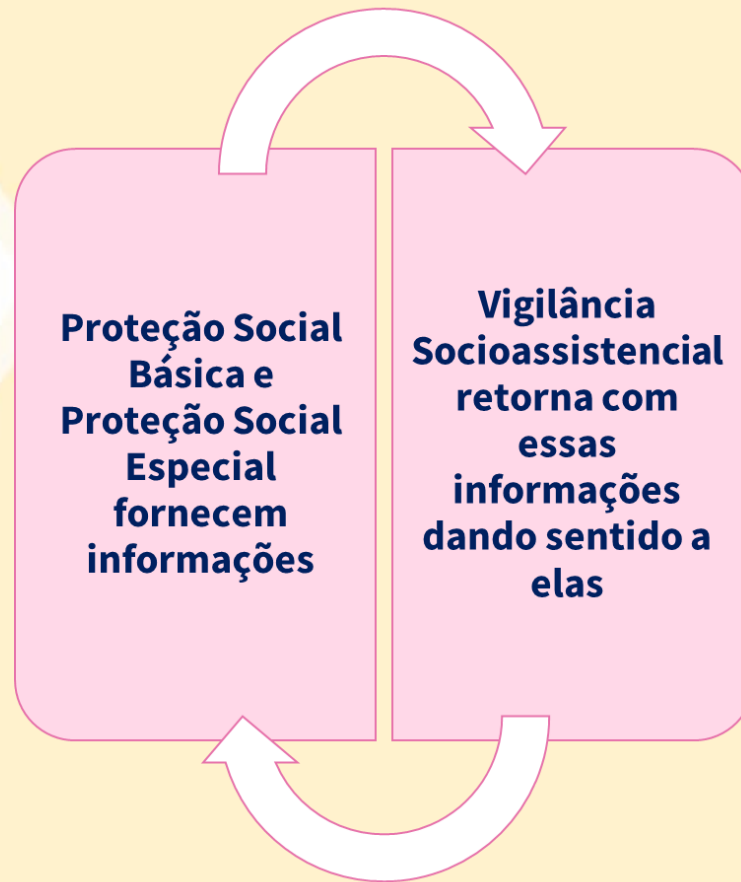 Proteção Social
Básica e
Proteção Social
Especial
fornecem
informações
Vigilância
Socioassistencial
retorna com
essas
informações
dando sentido a
elas